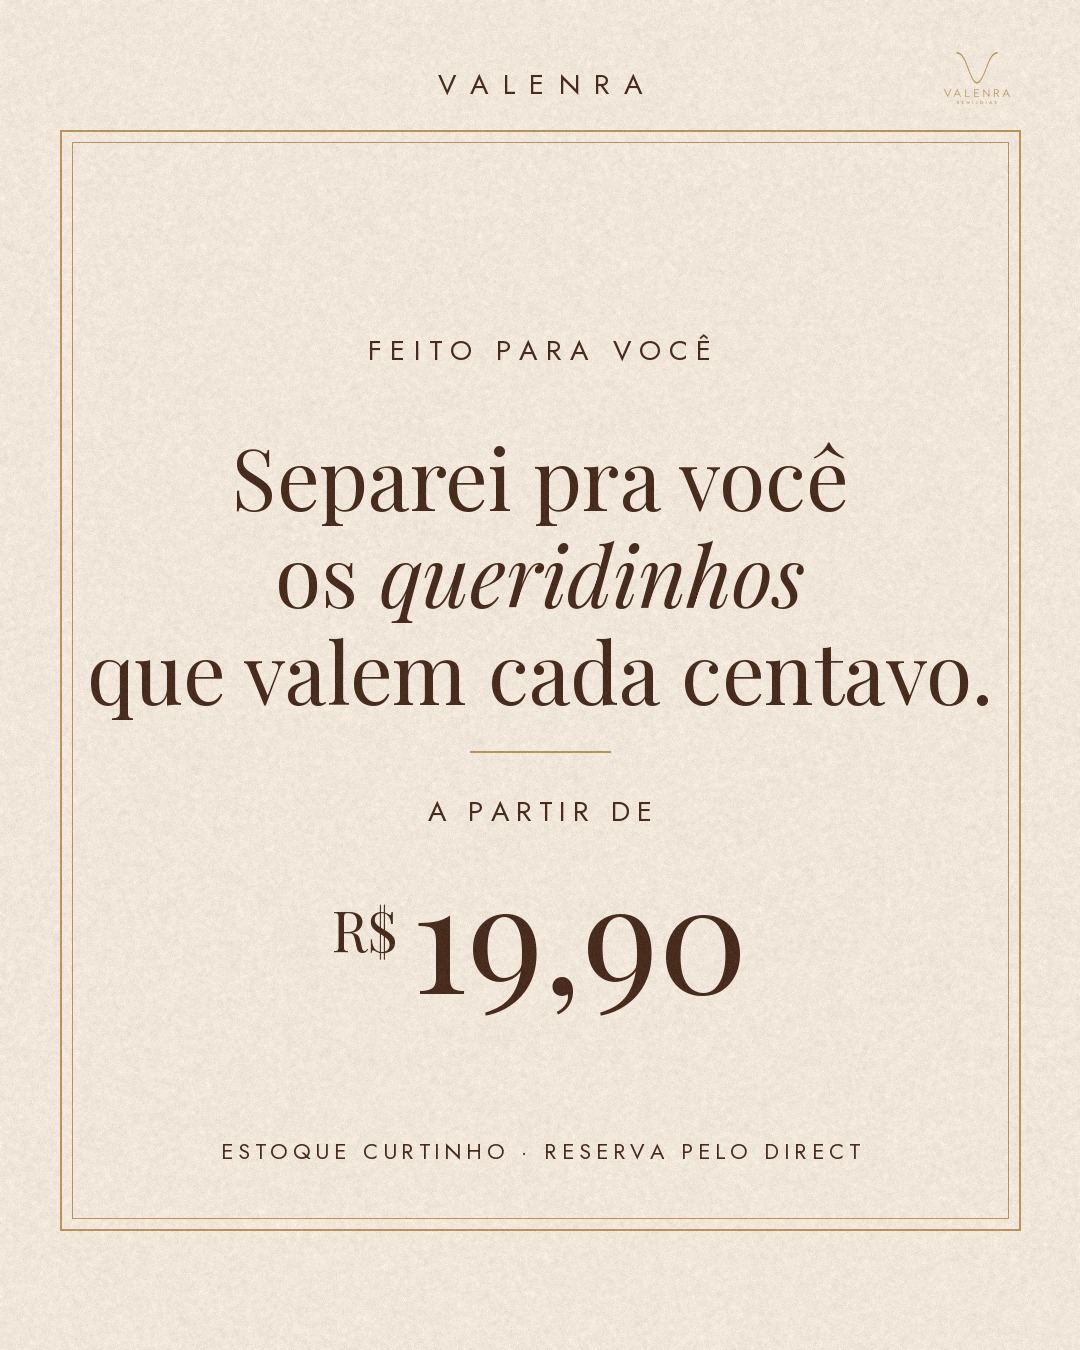 VALENRA
VALENRA
SEMIJOIAS
FEITO PARA VOCÊ
Separei pra você
os queridinhos
que valem cada centavo.
A PARTIR DE
R$ 19,90
ESTOQUE CURTINHO · RESERVA PELO DIRECT